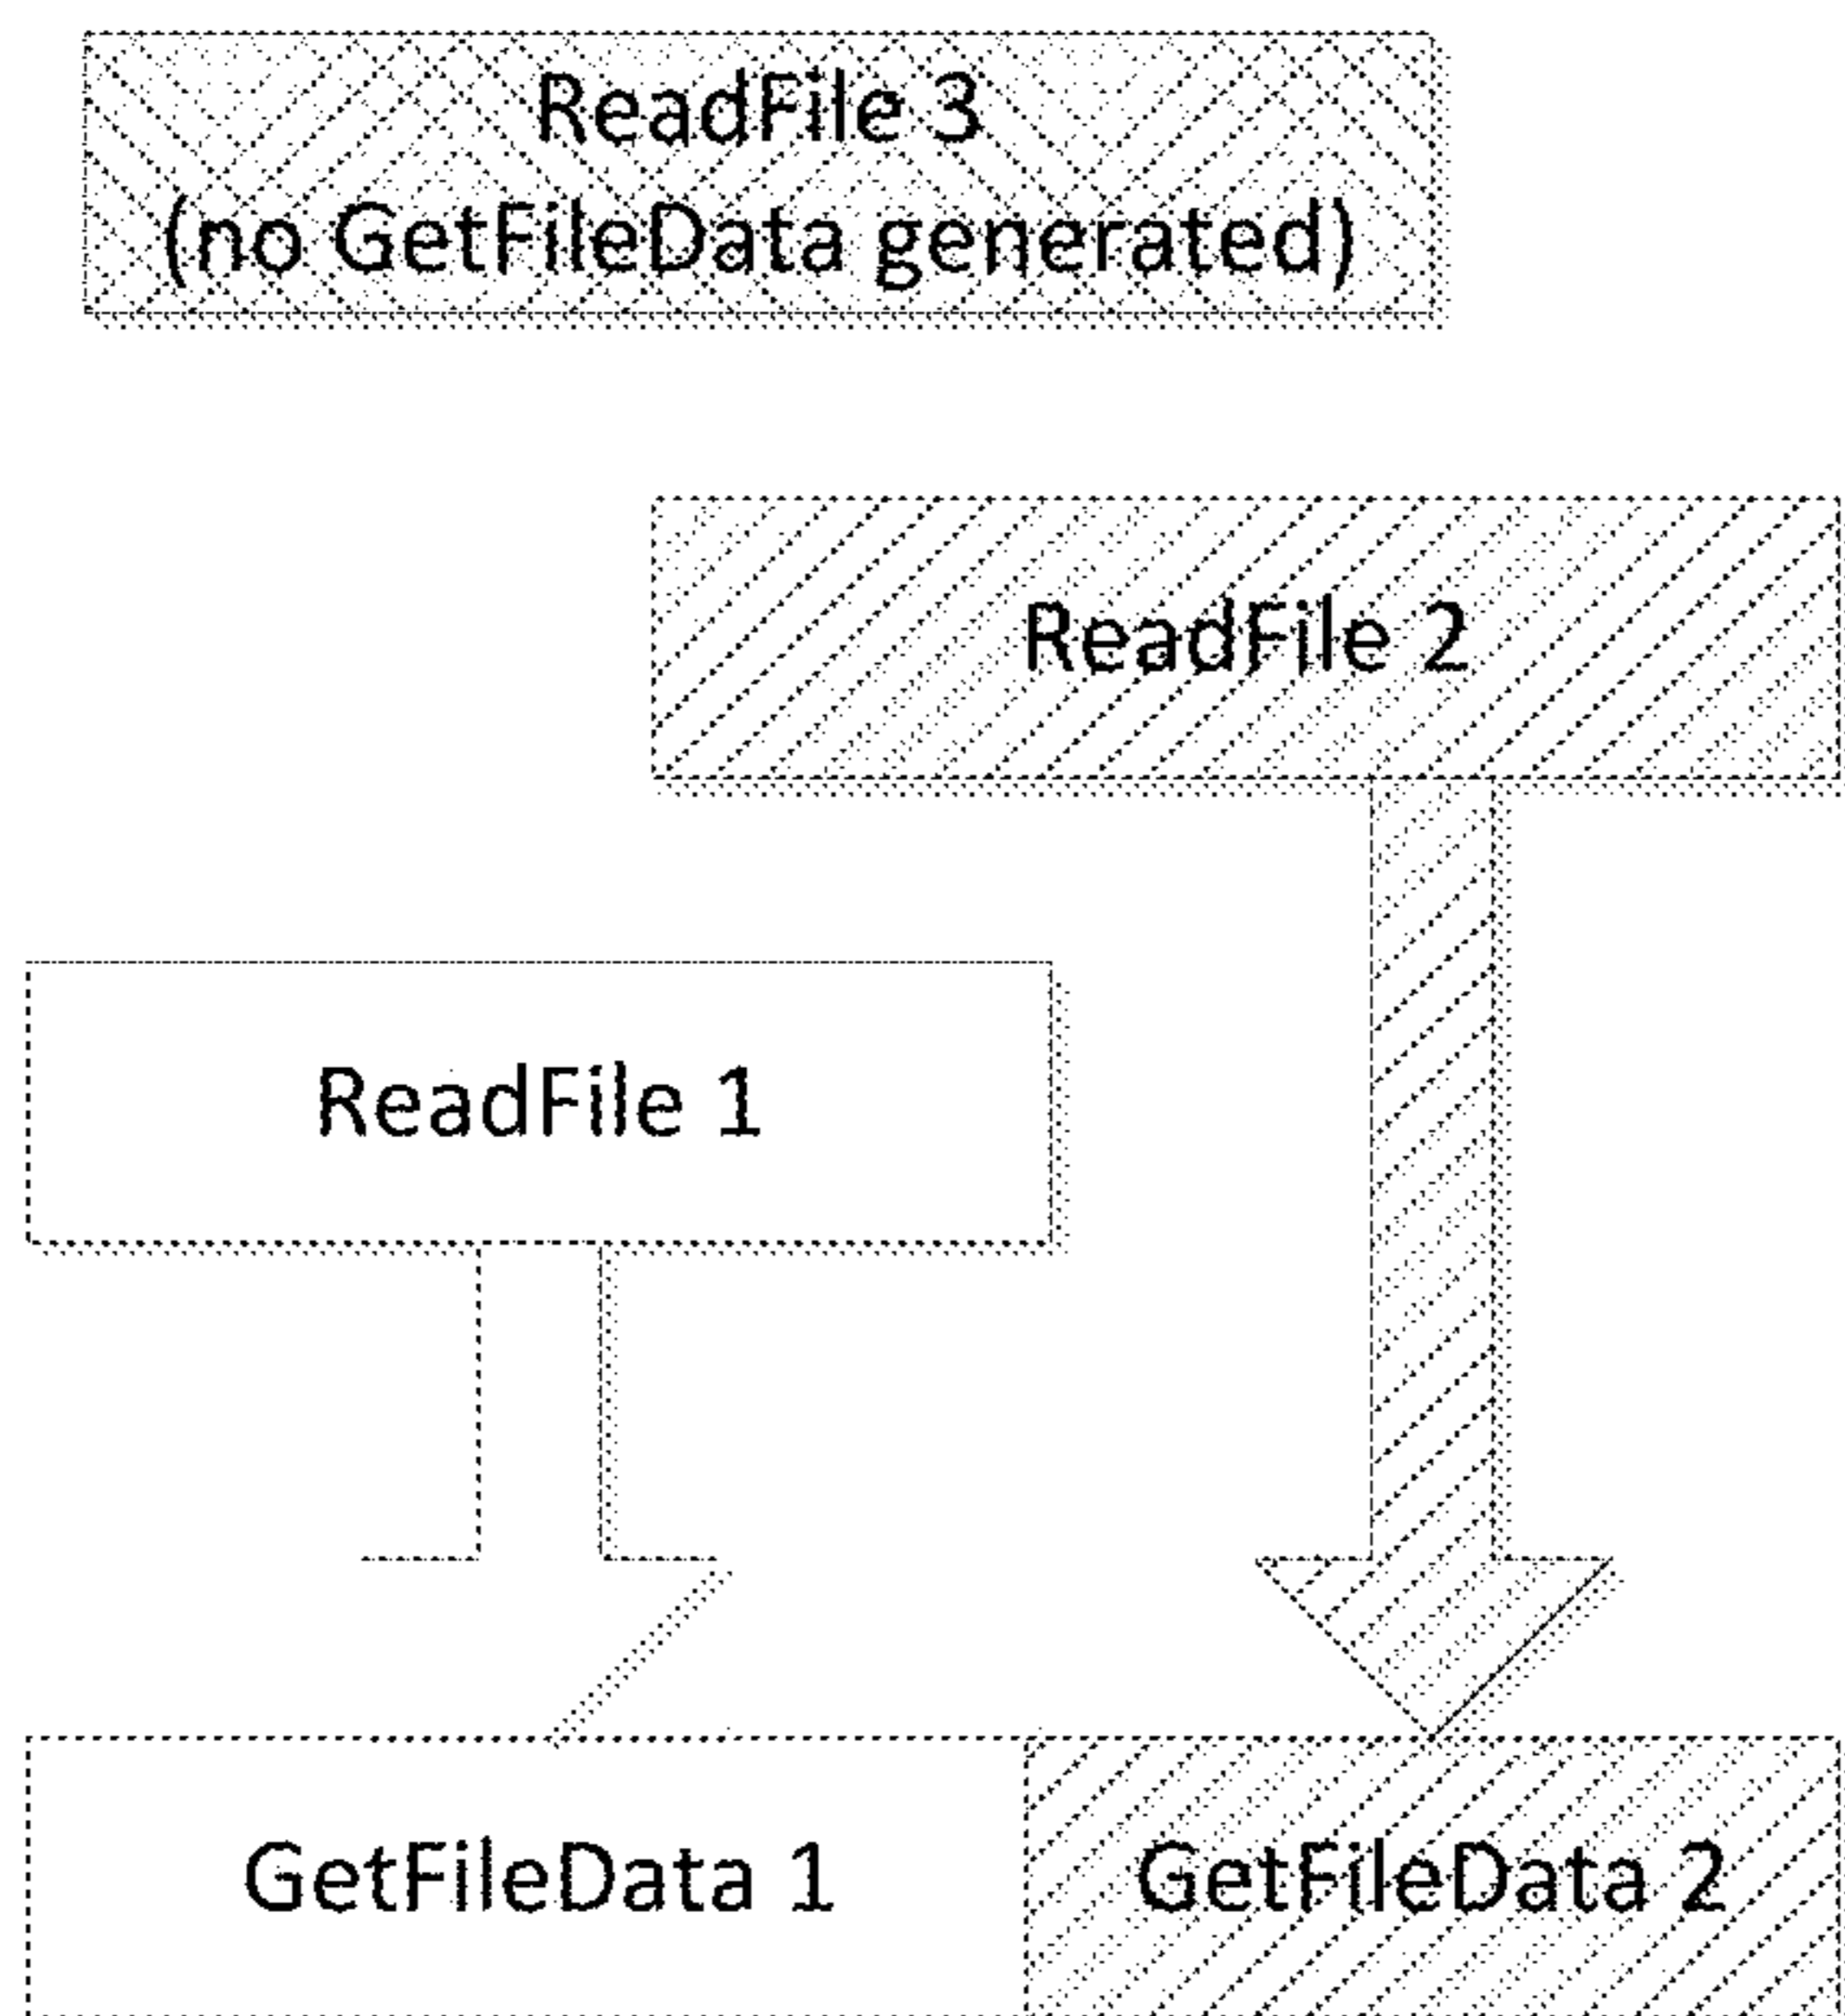 ReadFile 3
(no GetFileData generated)
ReadFile 2
ReadFile 1
GetFileData 1
GetFileData 2